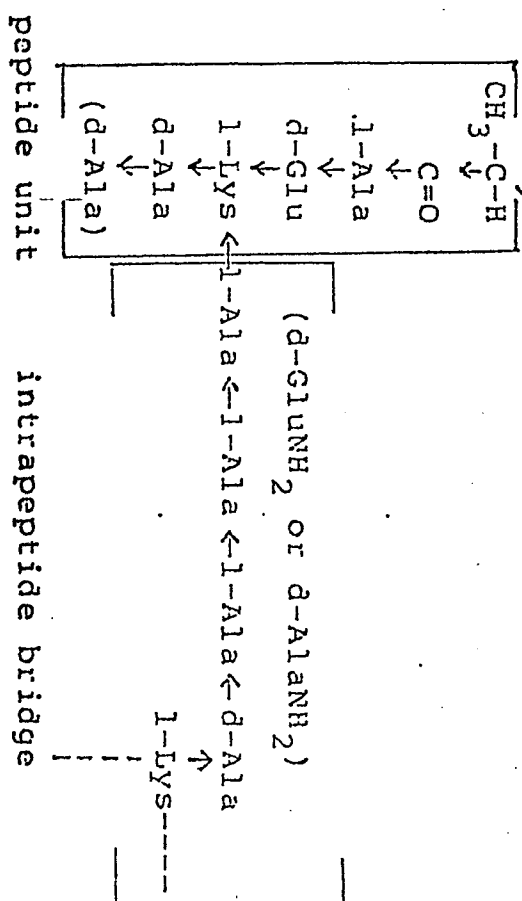 CH₃-C-H
C=O
l-Ala
d-Glu (d-GluNH₂ or d-AlaNH₂)
l-Lys ← l-Ala ← l-Ala ← l-Ala ← d-Ala
d-Ala l-Lys----
(d-Ala)
peptide unit intrapeptide bridge